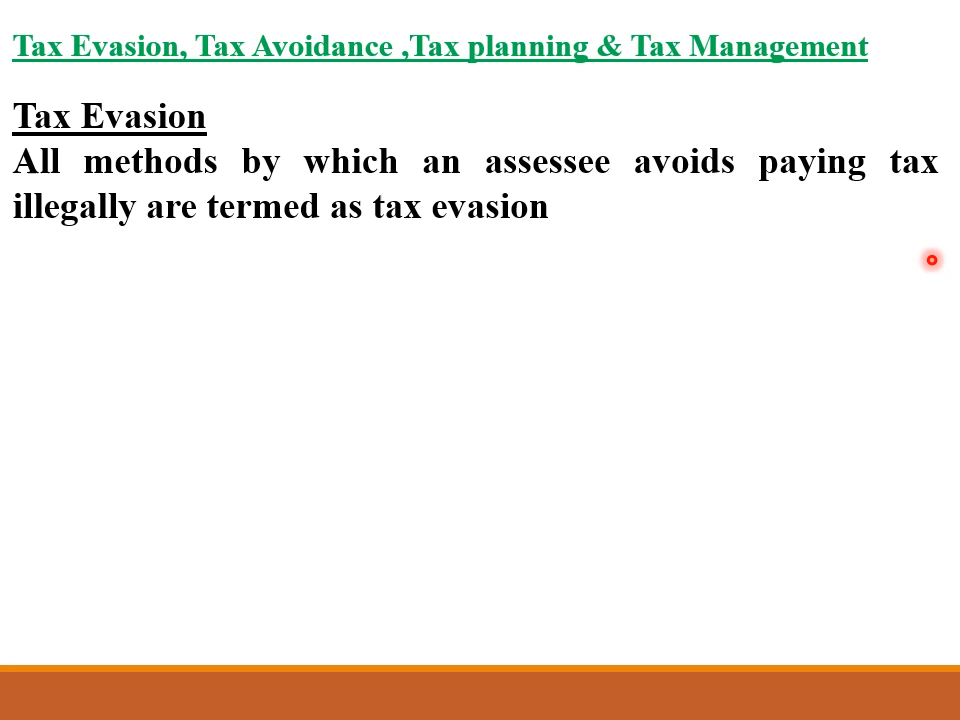 Tax Evasion, Tax Avoidance ,Tax planning & Tax Management
Tax Evasion
All methods by which an assessee avoids paying tax
illegally are termed as tax evasion